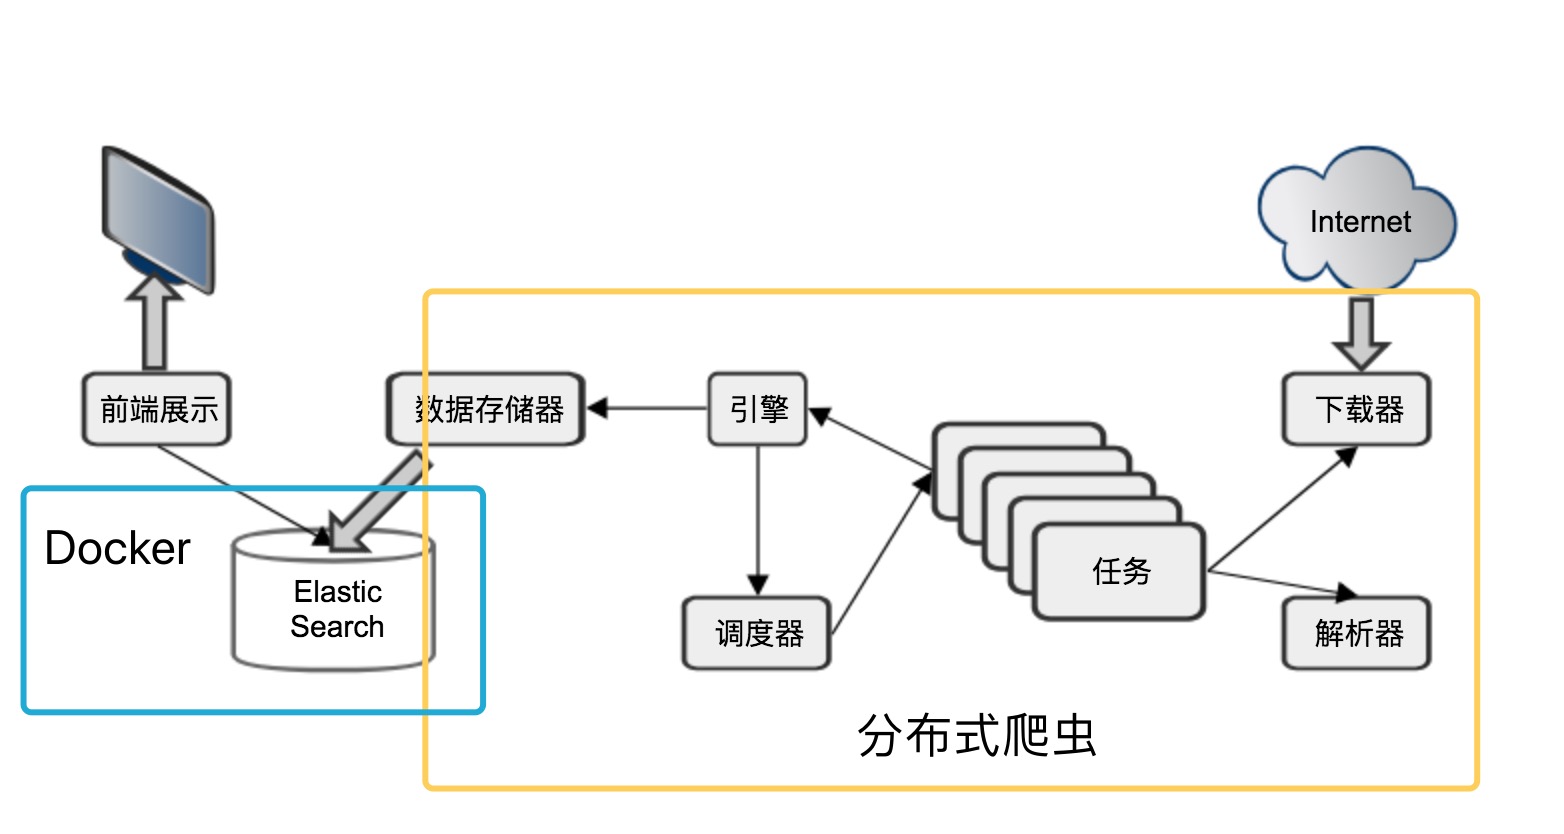 Internet
前端展示
数据存储器
引擎
下载器
Docker
Elastic
Search
任务
调度器
解析器
分布式爬虫